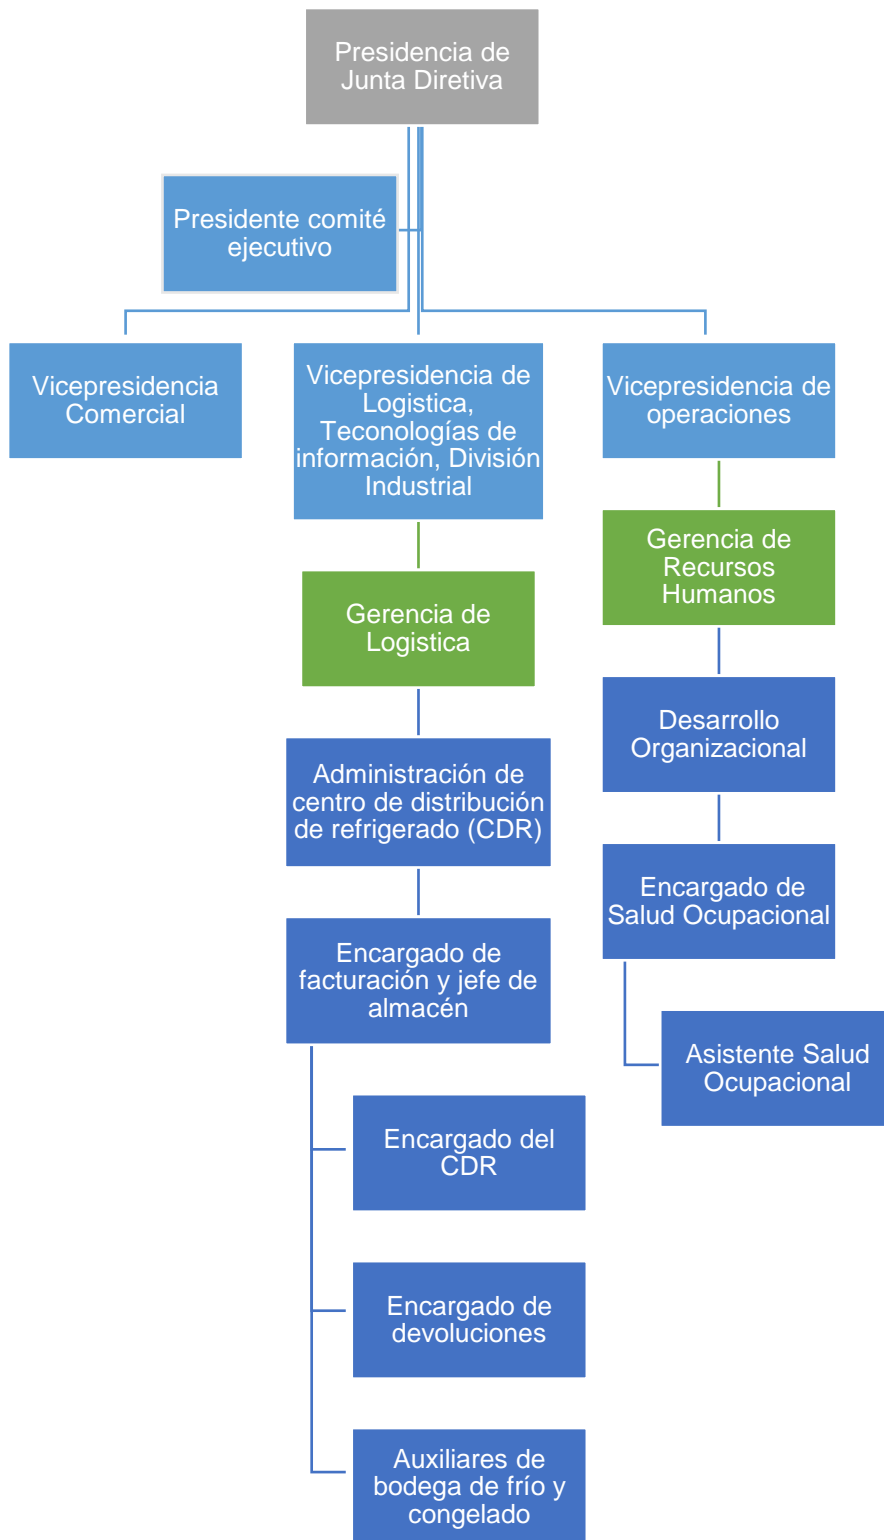 Presidencia de
Junta Diretiva
Presidente comité
ejecutivo
Vicepresidencia
Comercial
Vicepresidencia de
Logistica,
Teconologías de
información, División
Industrial
Vicepresidencia de
operaciones
Gerencia de
Logistica
Gerencia de
Recursos
Humanos
Administración de
centro de distribución
de refrigerado (CDR)
Desarrollo
Organizacional
Encargado de
facturación y jefe de
almacén
Encargado de
Salud Ocupacional
Asistente Salud
Ocupacional
Encargado del
CDR
Encargado de
devoluciones
Auxiliares de
bodega de frío y
congelado